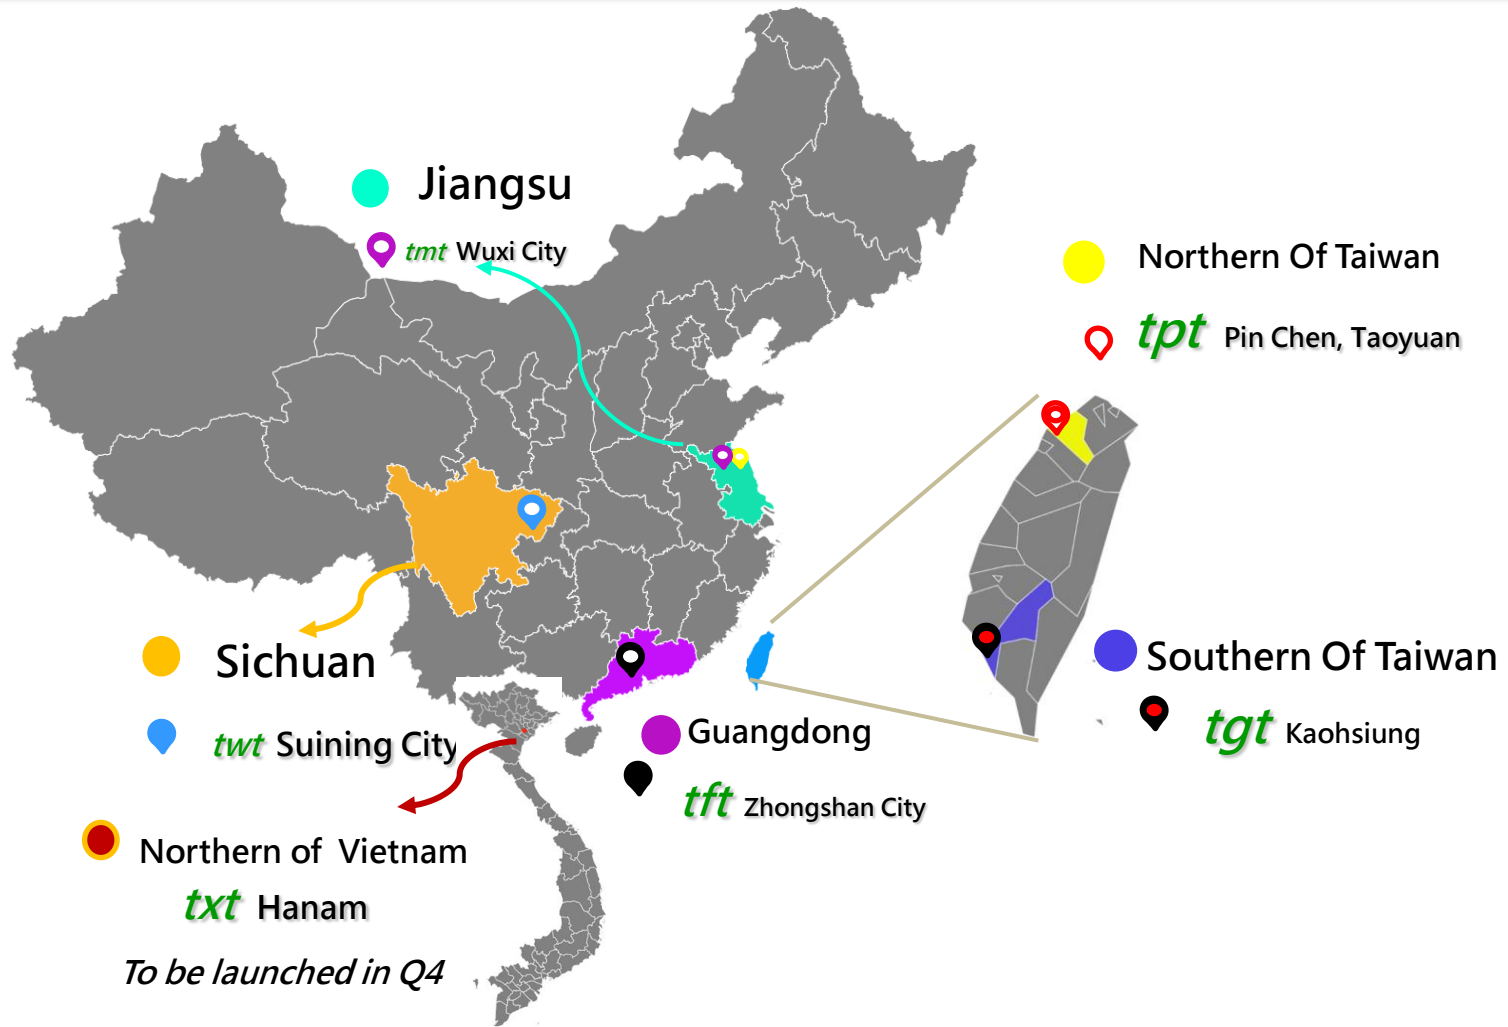 Jiangsu
tmt Wuxi City
Northern Of Taiwan
tpt Pin Chen, Taoyuan
Sichuan
twt Suining City
Guangdong
tft Zhongshan City
Southern Of Taiwan
tgt Kaohsiung
Northern of Vietnam
txt Hanam
To be launched in Q4